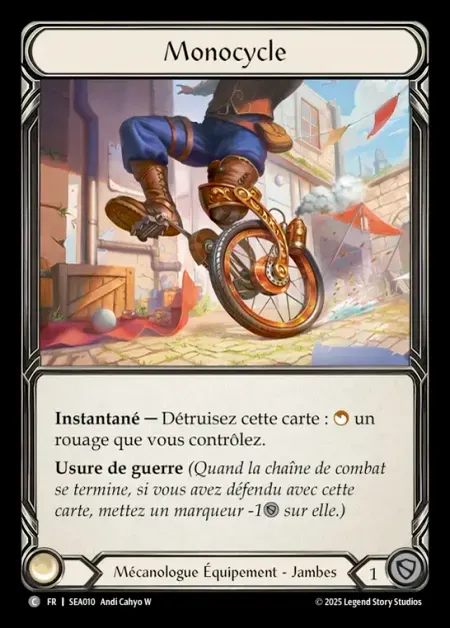 Monocycle
Instantané — Détruisez cette carte : un
rouage que vous contrôlez.
Usure de guerre (Quand la chaîne de combat
se termine, si vous avez défendu avec cette
carte, mettez un marqueur -1 sur elle.)
Mécanologue Équipement - Jambes
1
C FR | SEA010 Andi Cahyo W
© 2025 Legend Story Studios